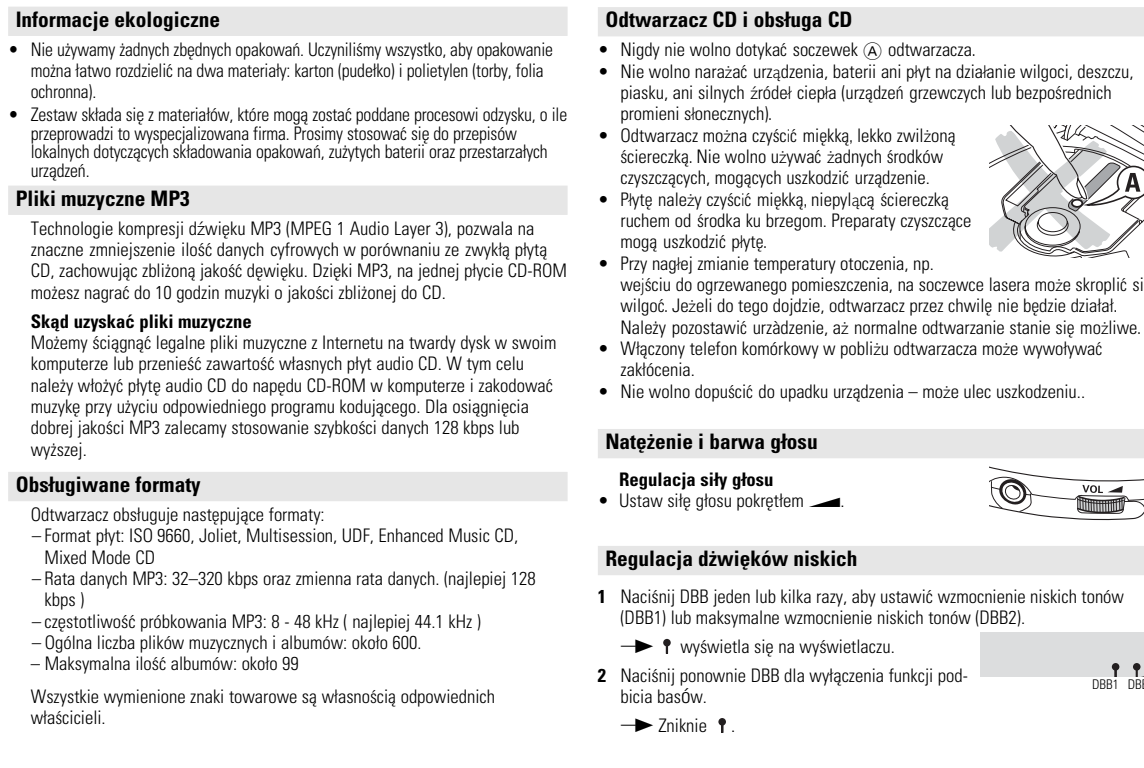 Informacje ekologiczne
• Nie używamy żadnych zbędnych opakowań. Uczyniliśmy wszystko, aby opakowanie
można łatwo rozdzielić na dwa materiały: karton (pudełko) i polietylen (torby, folia
ochronna).
• Zestaw składa się z materiałów, które mogą zostać poddane procesowi odzysku, o ile
przeprowadzi to wyspecjalizowana firma. Prosimy stosować się do przepisów
lokalnych dotyczących składowania opakowań, zużytych baterii oraz przestarzałych
urządzeń.
Pliki muzyczne MP3
Technologie kompresji dźwięku MP3 (MPEG 1 Audio Layer 3), pozwala na
znaczne zmniejszenie ilość danych cyfrowych w porównaniu ze zwykłą płytą
CD, zachowując zbliżoną jakość dęwięku. Dzięki MP3, na jednej płycie CD-ROM
możesz nagrać do 10 godzin muzyki o jakości zbliżonej do CD.
Skąd uzyskać pliki muzyczne
Możemy ściągnąć legalne pliki muzyczne z Internetu na twardy dysk w swoim
komputerze lub przenieść zawartość własnych płyt audio CD. W tym celu
należy włożyć płytę audio CD do napędu CD-ROM w komputerze i zakodować
muzykę przy użyciu odpowiedniego programu kodującego. Dla osiągnięcia
dobrej jakości MP3 zalecamy stosowanie szybkości danych 128 kbps lub
wyższej.
Obsługiwane formaty
Odtwarzacz obsługuje następujące formaty:
– Format płyt: ISO 9660, Joliet, Multisession, UDF, Enhanced Music CD,
Mixed Mode CD
– Rata danych MP3: 32–320 kbps oraz zmienna rata danych. (najlepiej 128
kbps )
– częstotliwość próbkowania MP3: 8 - 48 kHz ( najlepiej 44.1 kHz )
– Ogólna liczba plików muzycznych i albumów: około 600.
– Maksymalna ilość albumów: około 99
Wszystkie wymienione znaki towarowe są własnością odpowiednich
właścicieli.
Odtwarzacz CD i obsługa CD
• Nigdy nie wolno dotykać soczewek Ⓐ odtwarzacza.
• Nie wolno narażać urządzenia, baterii ani płyt na działanie wilgoci, deszczu,
piasku, ani silnych źródeł ciepła (urządzeń grzewczych lub bezpośrednich
promieni słonecznych).
• Odtwarzacz można czyścić miękką, lekko zwilżoną
ściereczką. Nie wolno używać żadnych środków
czyszczących, mogących uszkodzić urządzenie.
• Płytę należy czyścić miękką, niepylącą ściereczką
ruchem od środka ku brzegom. Preparaty czyszczące
mogą uszkodzić płytę.
A
• Przy nagłej zmianie temperatury otoczenia, np.
wejściu do ogrzewanego pomieszczenia, na soczewce lasera może skroplić si
wilgoć. Jeżeli do tego dojdzie, odtwarzacz przez chwilę nie będzie działał.
Należy pozostawić urzàdzenie, aż normalne odtwarzanie stanie się możliwe.
• Włączony telefon komórkowy w pobliżu odtwarzacza może wywoływać
zakłócenia.
• Nie wolno dopuścić do upadku urządzenia – może ulec uszkodzeniu..
Natężenie i barwa głosu
Regulacja siły głosu
• Ustaw siłę głosu pokrętłem .
VOL
Regulacja dźwięków niskich
1 Naciśnij DBB jeden lub kilka razy, aby ustawić wzmocnienie niskich tonów
(DBB1) lub maksymalne wzmocnienie niskich tonów (DBB2).
wyświetla się na wyświetlaczu.
2 Naciśnij ponownie DBB dla wyłączenia funkcji pod-
bicia basów.
Zniknie .
DBB1 DBB